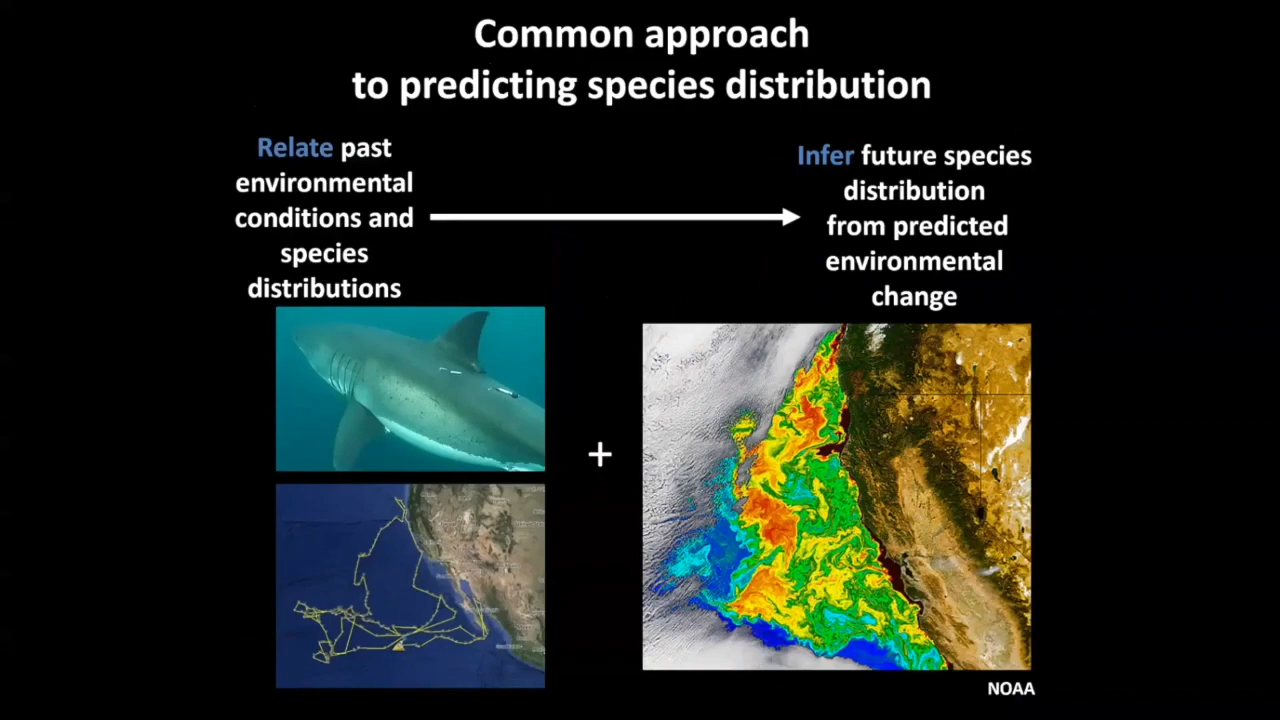 Common approach
to predicting species distribution
Relate past
environmental
conditions and
species
distributions
Infer future species
distribution
from predicted
environmental
change
+
NOAA